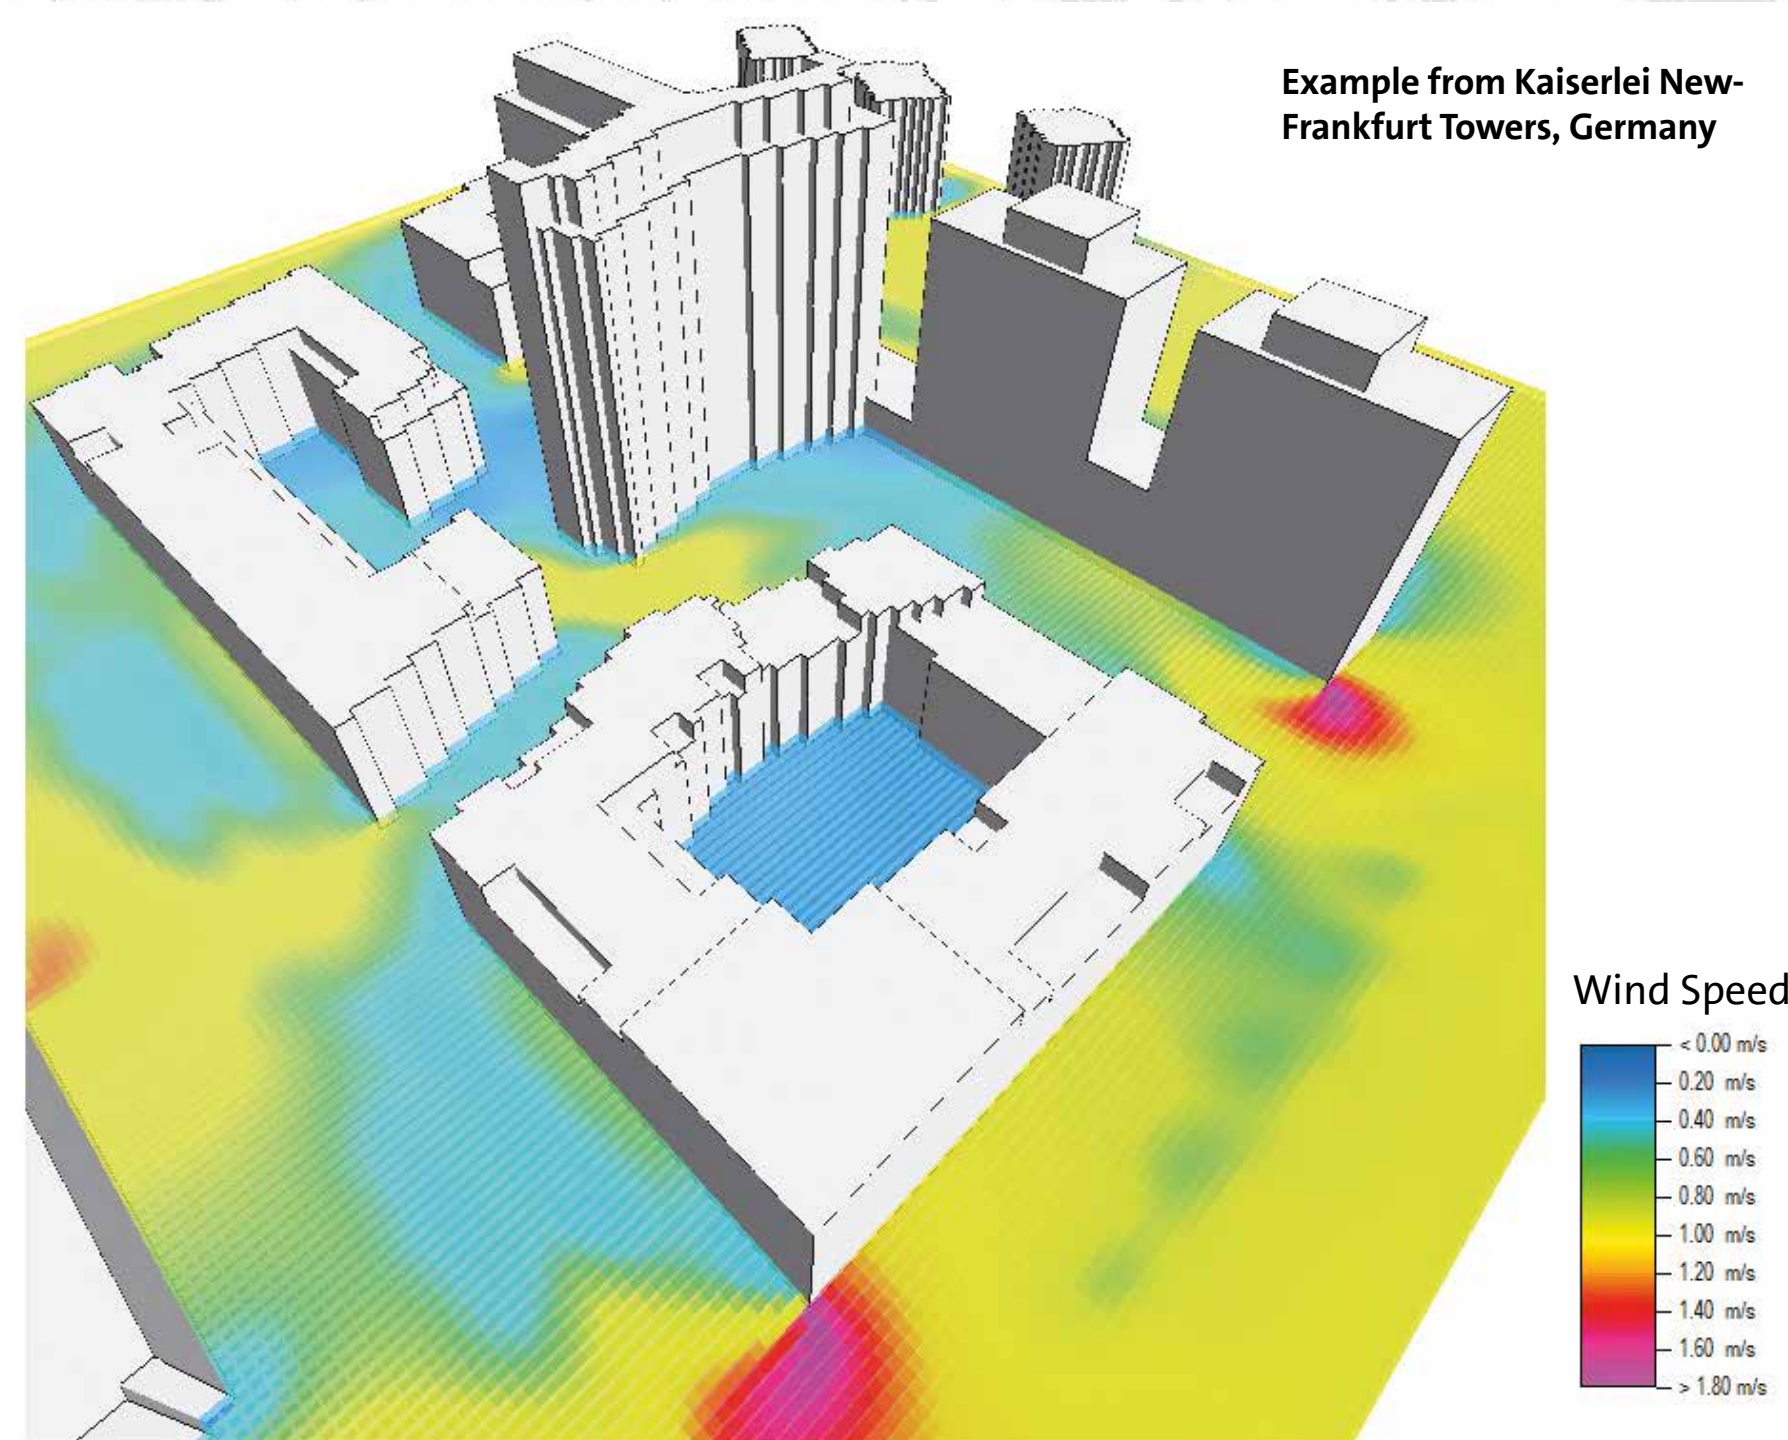 Example from Kaiserlei New-
Frankfurt Towers, Germany
Wind Speed
< 0.00 m/s
0.20 m/s
0.40 m/s
0.60 m/s
0.80 m/s
1.00 m/s
1.20 m/s
1.40 m/s
1.60 m/s
> 1.80 m/s